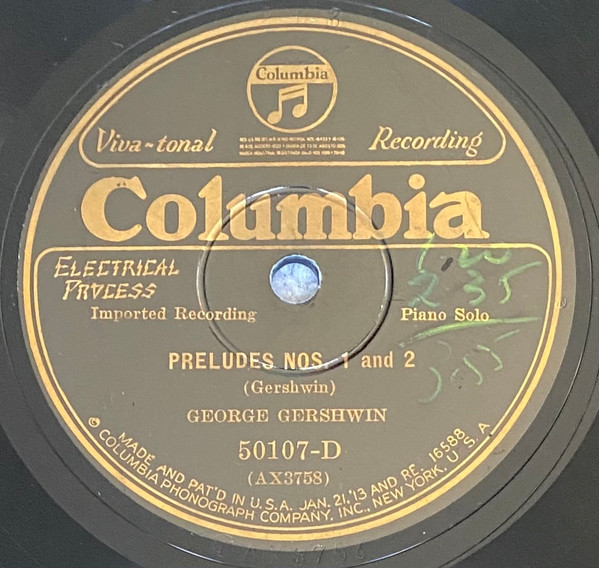 Columbia
Viva-tonal Recording
Columbia
ELECTRICAL
PROCESS
Imported Recording Piano Solo
235
PRELUDES NOS. 1 and 2
(Gershwin)
GEORGE GERSHWIN
50107-D
(AX3758)
MADE AND PAT'D IN U.S.A. JAN. 21,'13 AND RE. 16588
© COLUMBIA PHONOGRAPH COMPANY, INC., NEW YORK, U.S.A.